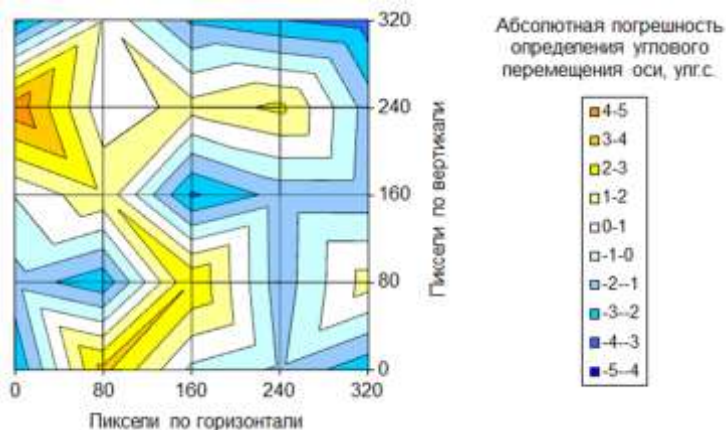 320
240
160
80
0
Пиксели по вертикали
0 80 160 240 320
Пиксели по горизонтали
Абсолютная погрешность
определения углового
перемещения оси, упг.с.
4-5
3-4
2-3
1-2
0-1
-1-0
-2--1
-3--2
-4--3
-5--4